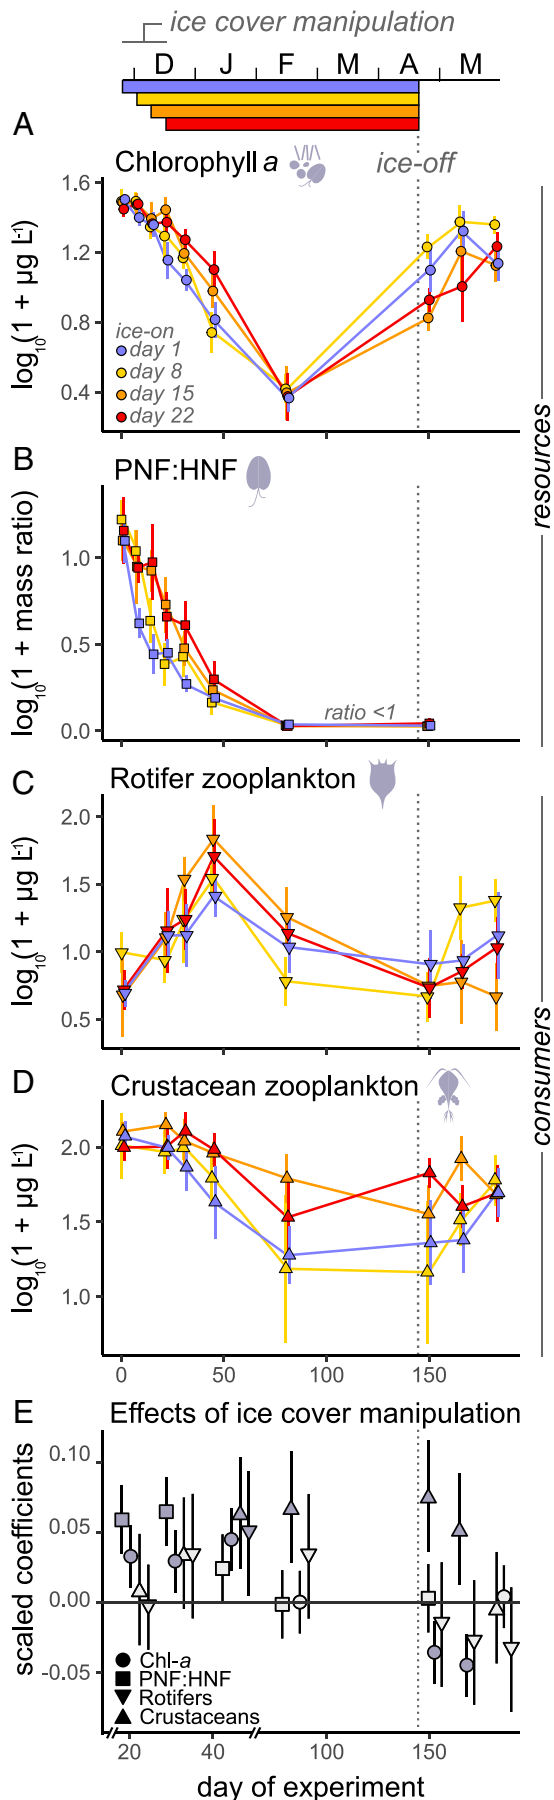 ice cover manipulation
D J F M A M
A
Chlorophyll a
ice-off
1.6
1.2
0.8
0.4
log10(1 + µg L-1)
ice-on
day 1
day 8
day 15
day 22
resources
B
PNF:HNF
1.0
0.5
0.0
log10(1 + mass ratio)
ratio <1
C
Rotifer zooplankton
2.0
1.5
1.0
0.5
log10(1 + µg L-1)
consumers
D
Crustacean zooplankton
2.0
1.5
1.0
log10(1 + µg L-1)
0 50 100 150
E
Effects of ice cover manipulation
0.10
0.05
0.00
-0.05
scaled coefficients
Chl-a
PNF:HNF
Rotifers
Crustaceans
20 40 100 150
day of experiment